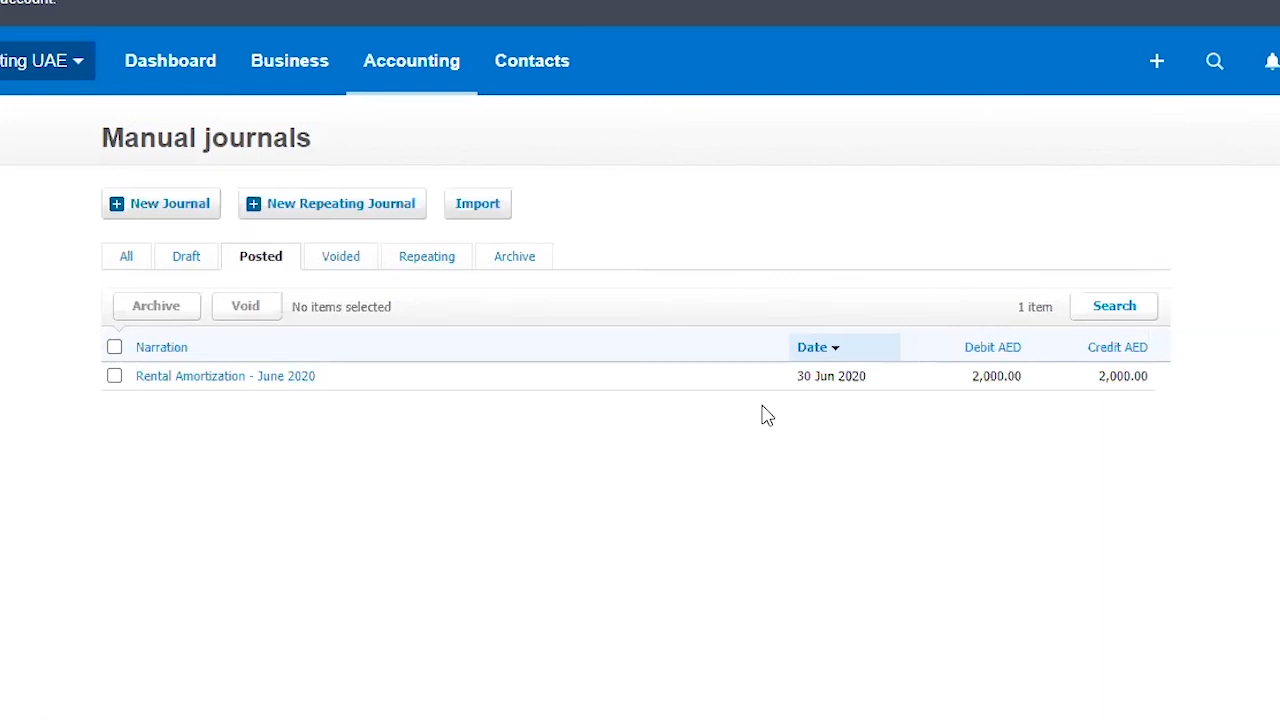 account.
ting UAE Dashboard Business Accounting Contacts
Manual journals
New Journal New Repeating Journal Import
All Draft Posted Voided Repeating Archive
Archive Void No items selected 1 item Search
Narration Date Debit AED Credit AED
Rental Amortization - June 2020 30 Jun 2020 2,000.00 2,000.00